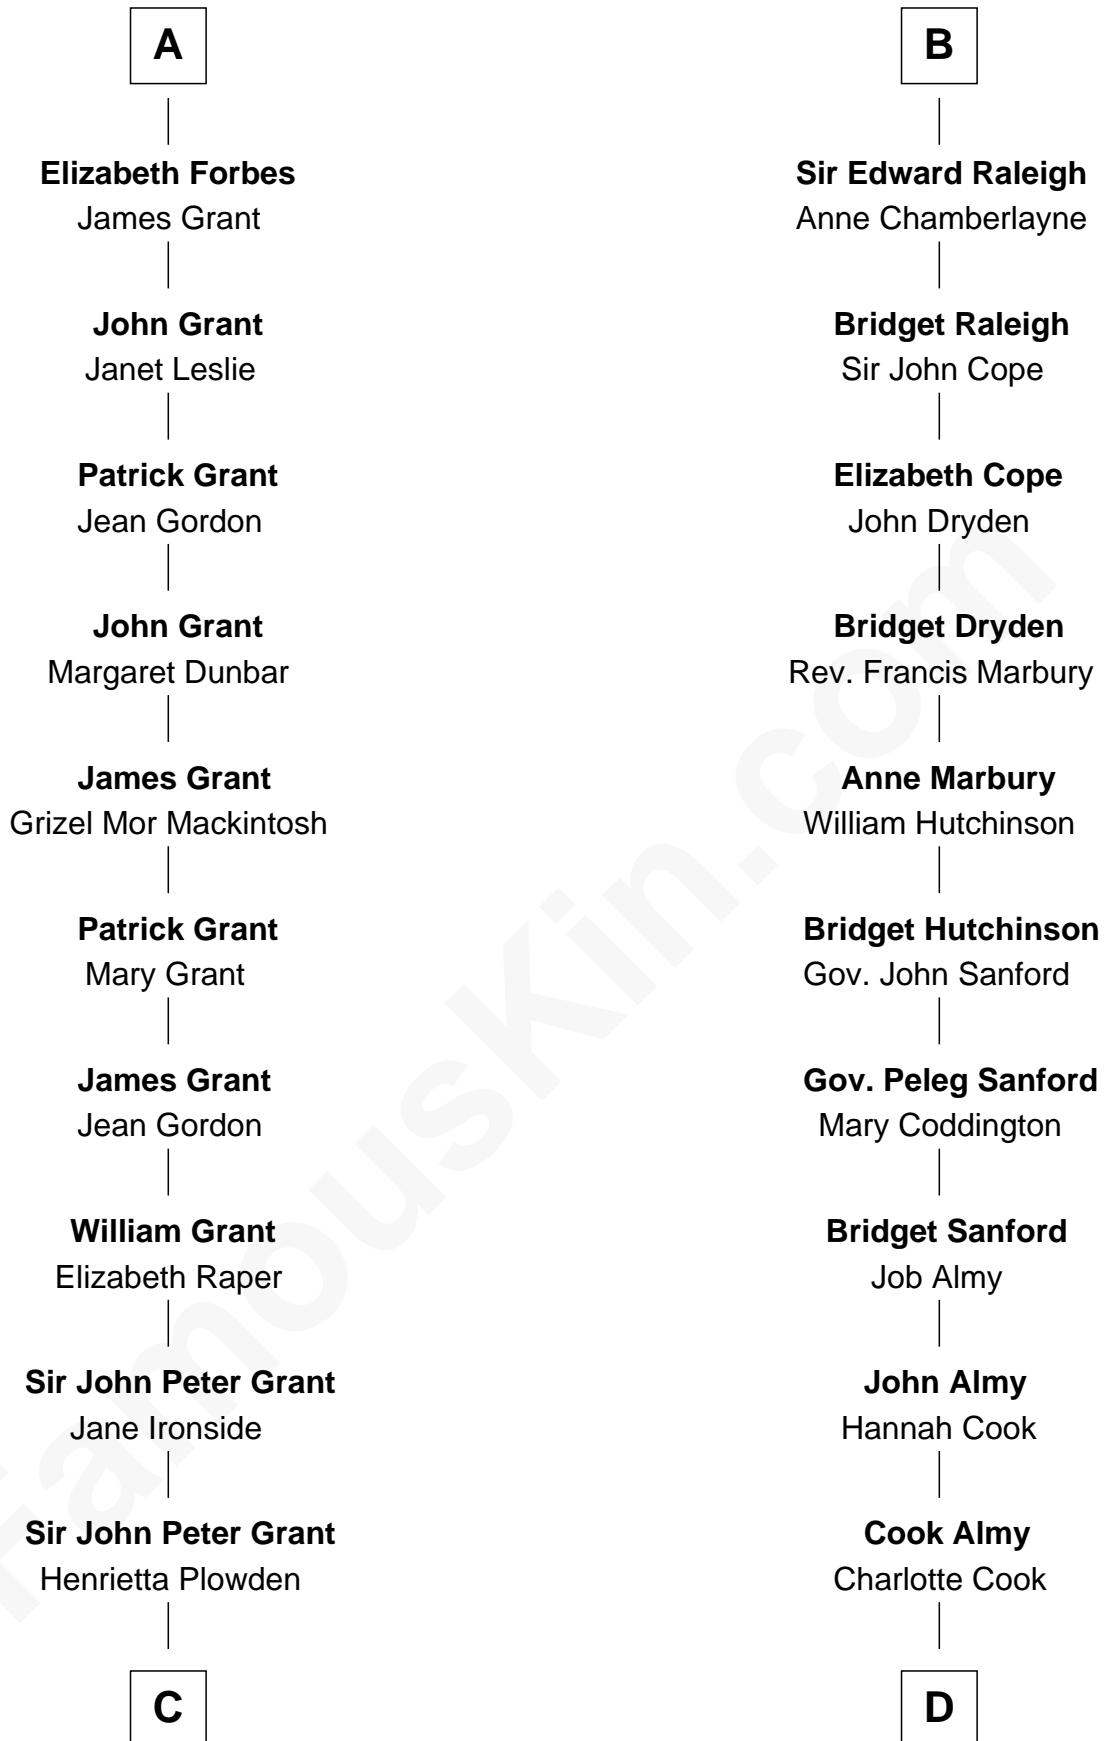 A
Elizabeth Forbes
James Grant
John Grant
Janet Leslie
Patrick Grant
Jean Gordon
John Grant
Margaret Dunbar
James Grant
Grizel Mor Mackintosh
Patrick Grant
Mary Grant
James Grant
Jean Gordon
William Grant
Elizabeth Raper
Sir John Peter Grant
Jane Ironside
Sir John Peter Grant
Henrietta Plowden
C
B
Sir Edward Raleigh
Anne Chamberlayne
Bridget Raleigh
Sir John Cope
Elizabeth Cope
John Dryden
Bridget Dryden
Rev. Francis Marbury
Anne Marbury
William Hutchinson
Bridget Hutchinson
Gov. John Sanford
Gov. Peleg Sanford
Mary Coddington
Bridget Sanford
Job Almy
John Almy
Hannah Cook
Cook Almy
Charlotte Cook
D
FamousKin.com